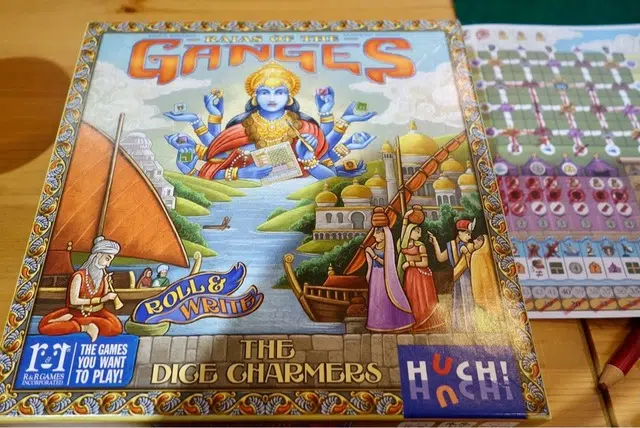 RAJAS OF THE
GANGES
ROLL &
WRITE!
THE
DICE CHARMERS
R&R GAMES
INCORPORATED
THE GAMES
YOU WANT
TO PLAY!
HUCH!